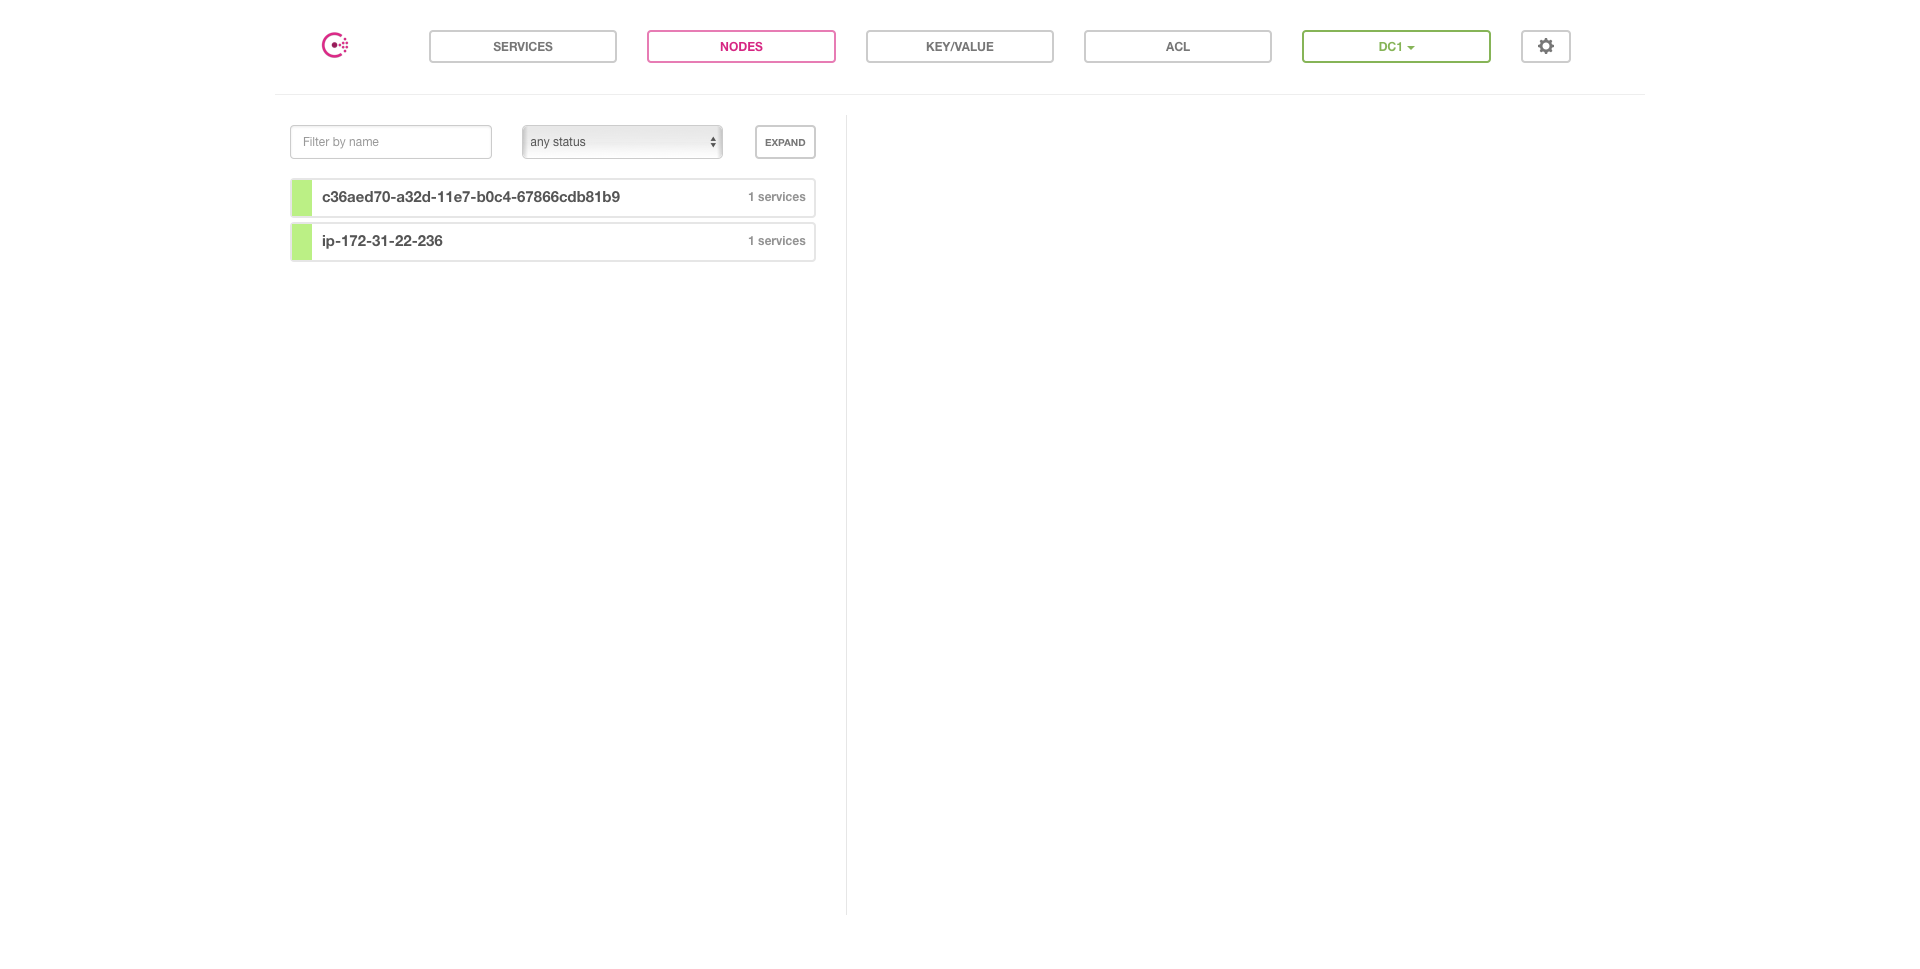 SERVICES NODES KEY/VALUE ACL DC1
Filter by name any status EXPAND
c36aed70-a32d-11e7-b0c4-67866cdb81b9 1 services
ip-172-31-22-236 1 services